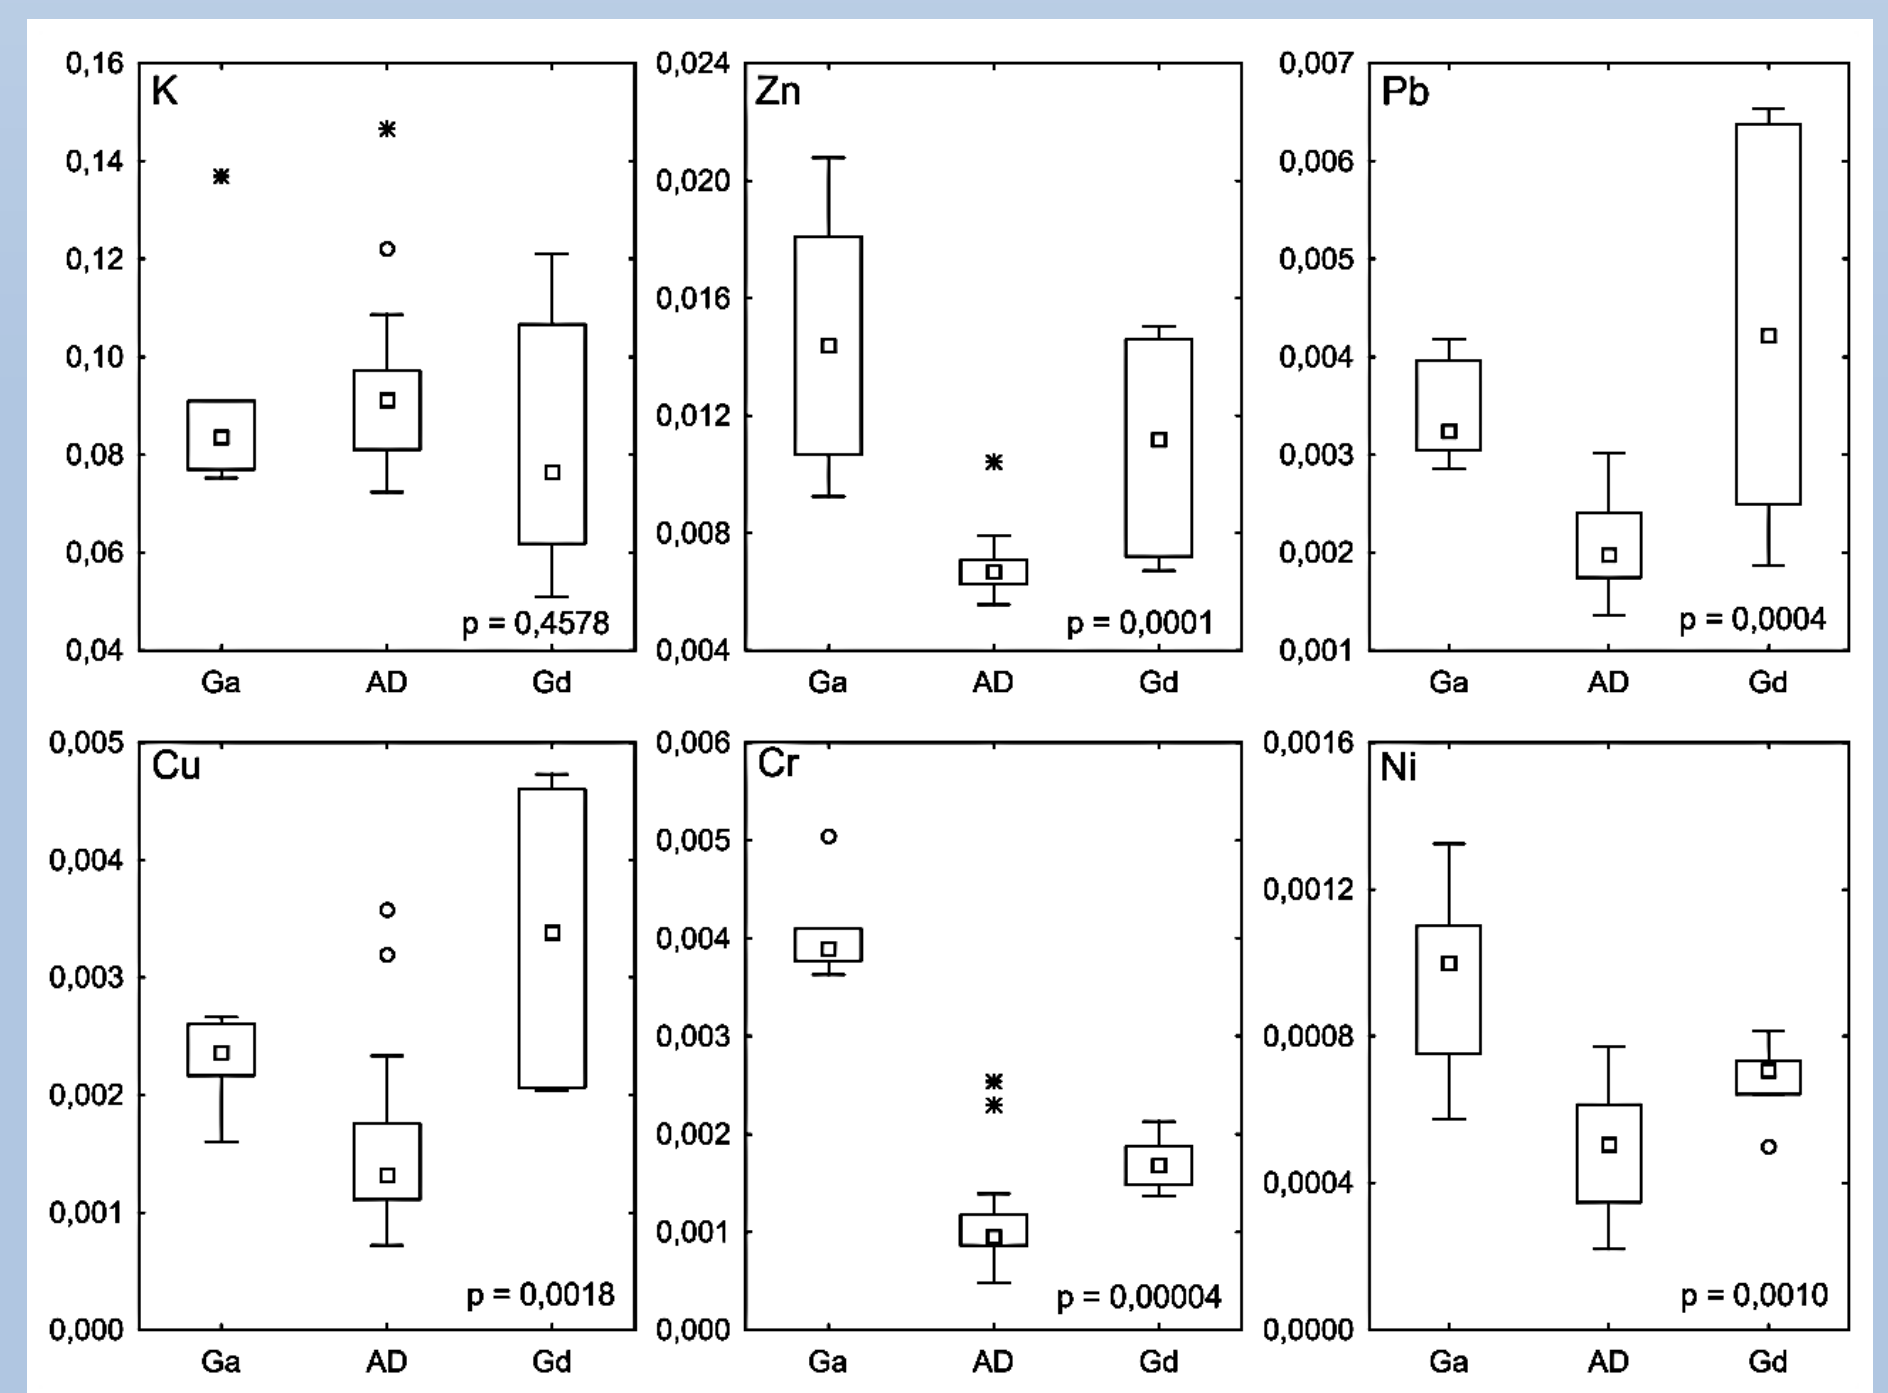 K
0,16
0,14
0,12
0,10
0,08
0,06
0,04
p = 0,4578
Ga AD Gd
Zn
0,024
0,020
0,016
0,012
0,008
0,004
p = 0,0001
Ga AD Gd
Pb
0,007
0,006
0,005
0,004
0,003
0,002
0,001
p = 0,0004
Ga AD Gd
Cu
0,005
0,004
0,003
0,002
0,001
0,000
p = 0,0018
Ga AD Gd
Cr
0,006
0,005
0,004
0,003
0,002
0,001
0,000
p = 0,00004
Ga AD Gd
Ni
0,0016
0,0012
0,0008
0,0004
0,0000
p = 0,0010
Ga AD Gd